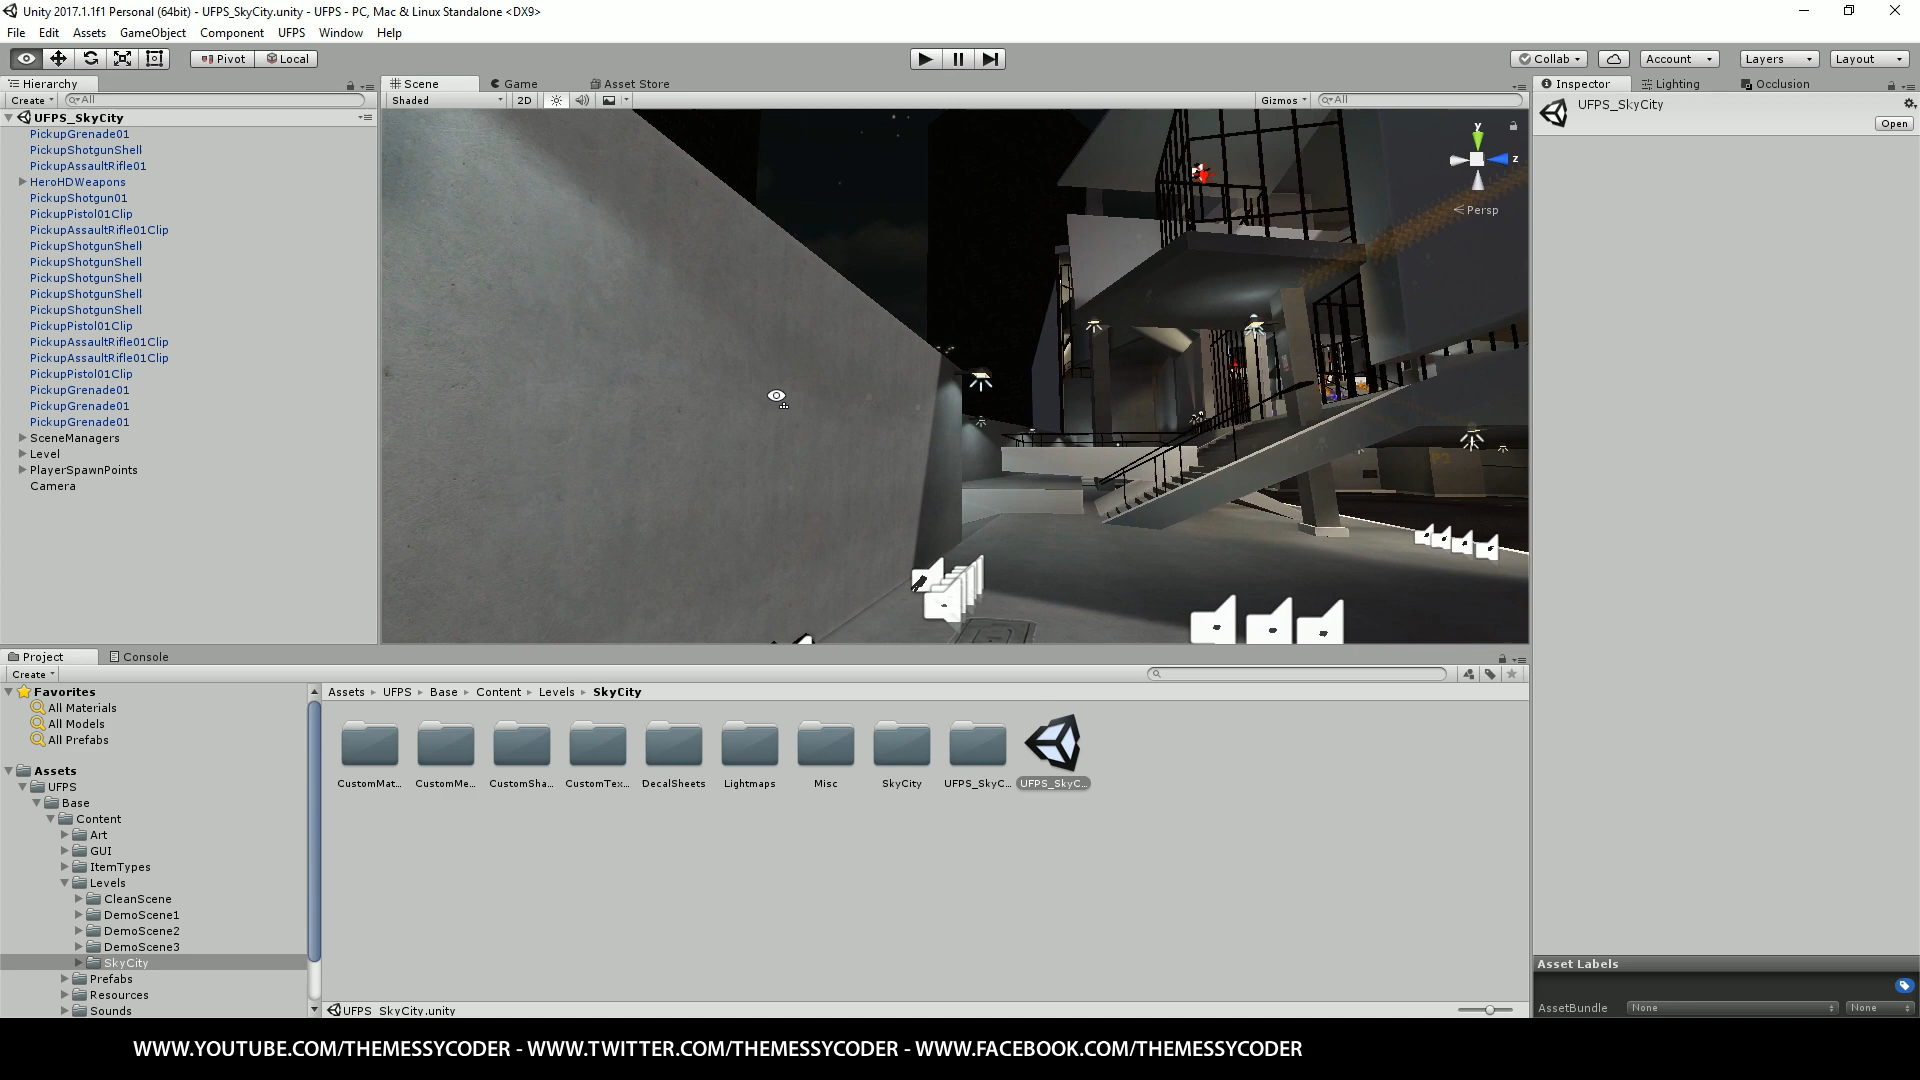 Unity 2017.1.1f1 Personal (64bit) - UFPS_SkyCity.unity - UFPS - PC, Mac & Linux Standalone <DX9>
File Edit Assets GameObject Component UFPS Window Help
Pivot Local
Collab Account Layers Layout
Hierarchy
Create All
UFPS_SkyCity
PickupGrenade01
PickupShotgunShell
PickupAssaultRifle01
HeroHDWeapons
PickupShotgun01
PickupPistol01Clip
PickupAssaultRifle01Clip
PickupShotgunShell
PickupShotgunShell
PickupShotgunShell
PickupShotgunShell
PickupShotgunShell
PickupPistol01Clip
PickupAssaultRifle01Clip
PickupAssaultRifle01Clip
PickupPistol01Clip
PickupGrenade01
PickupGrenade01
PickupGrenade01
SceneManagers
Level
PlayerSpawnPoints
Camera
Scene Game Asset Store
Shaded 2D Gizmos All
y
z
Persp
Inspector Lighting Occlusion
UFPS_SkyCity
Open
Project Console
Create
Favorites
All Materials
All Models
All Prefabs
Assets
UFPS
Base
Content
Art
GUI
ItemTypes
Levels
CleanScene
DemoScene1
DemoScene2
DemoScene3
SkyCity
Prefabs
Resources
Sounds
Assets UFPS Base Content Levels SkyCity
CustomMat... CustomMe... CustomSha... CustomTex... DecalSheets Lightmaps Misc SkyCity UFPS_SkyC... UFPS_SkyC...
UFPS_SkyCity.unity
Asset Labels
AssetBundle None None
WWW.YOUTUBE.COM/THEMESSYCODER - WWW.TWITTER.COM/THEMESSYCODER - WWW.FACEBOOK.COM/THEMESSYCODER